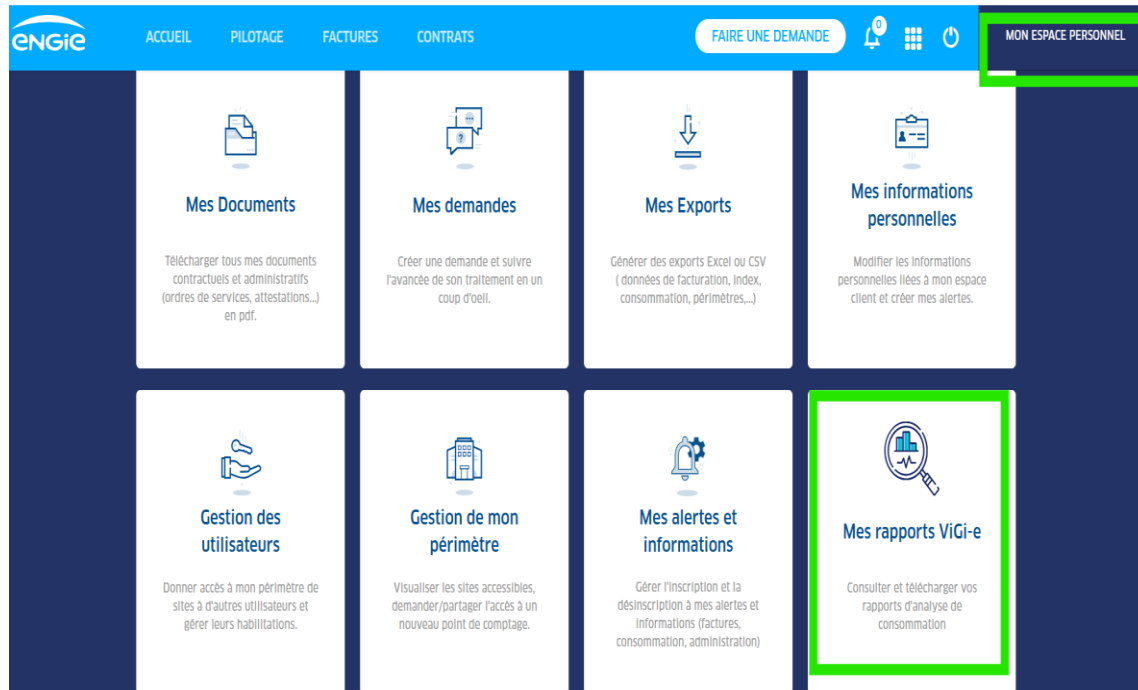 ENGIE
ACCUEIL PILOTAGE FACTURES CONTRATS FAIRE UNE DEMANDE 0 MON ESPACE PERSONNEL
Mes Documents
Télécharger tous mes documents
contractuels et administratifs
(ordres de services, attestations...)
en pdf.
Mes demandes
Créer une demande et suivre
l'avancée de son traitement en un
coup d'oeil.
Mes Exports
Générer des exports Excel ou CSV
( données de facturation, index,
consommation, périmètres,...)
Mes informations
personnelles
Modifier les informations
personnelles liées à mon espace
client et créer mes alertes.
Gestion des
utilisateurs
Donner accès à mon périmètre de
sites à d'autres utilisateurs et
gérer leurs habilitations.
Gestion de mon
périmètre
Visualiser les sites accessibles,
demander/partager l'accès à un
nouveau point de comptage.
Mes alertes et
informations
Gérer l'inscription et la
désinscription à mes alertes et
informations (factures,
consommation, administration)
Mes rapports ViGi-e
Consulter et télécharger vos
rapports d'analyse de
consommation